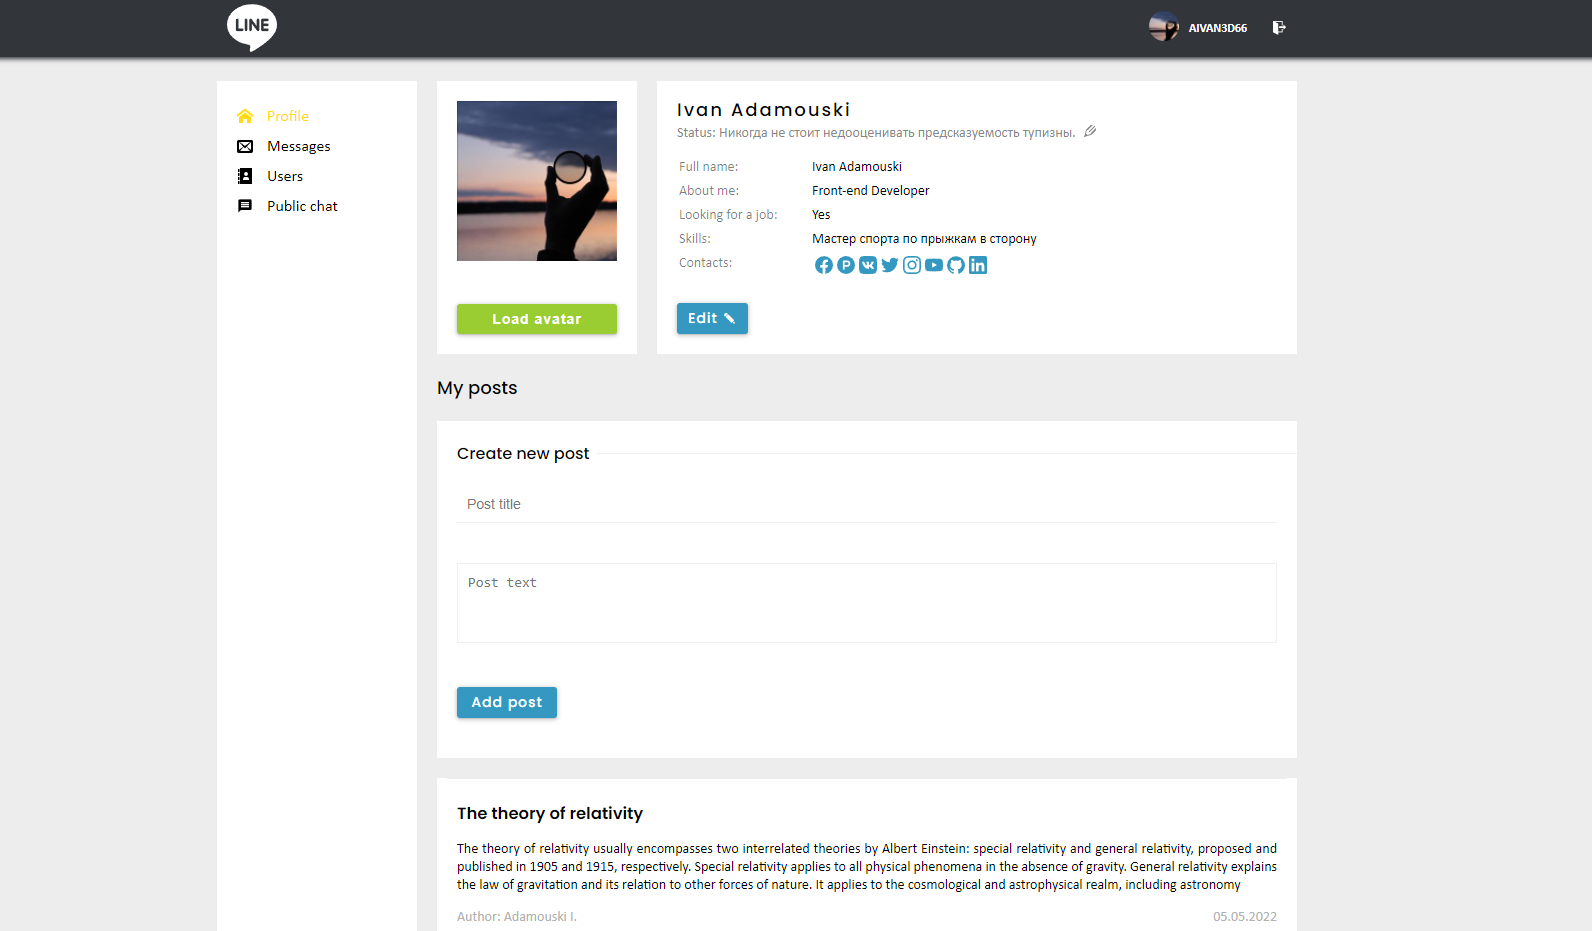 LINE
AIVAN3D66
Profile
Messages
Users
Public chat
Load avatar
Ivan Adamouski
Status: Никогда не стоит недооценивать предсказуемость тупизны.
Full name: Ivan Adamouski
About me: Front-end Developer
Looking for a job: Yes
Skills: Мастер спорта по прыжкам в сторону
Contacts:
Edit
My posts
Create new post
Post title
Post text
Add post
The theory of relativity
The theory of relativity usually encompasses two interrelated theories by Albert Einstein: special relativity and general relativity, proposed and
published in 1905 and 1915, respectively. Special relativity applies to all physical phenomena in the absence of gravity. General relativity explains
the law of gravitation and its relation to other forces of nature. It applies to the cosmological and astrophysical realm, including astronomy
Author: Adamouski I. 05.05.2022